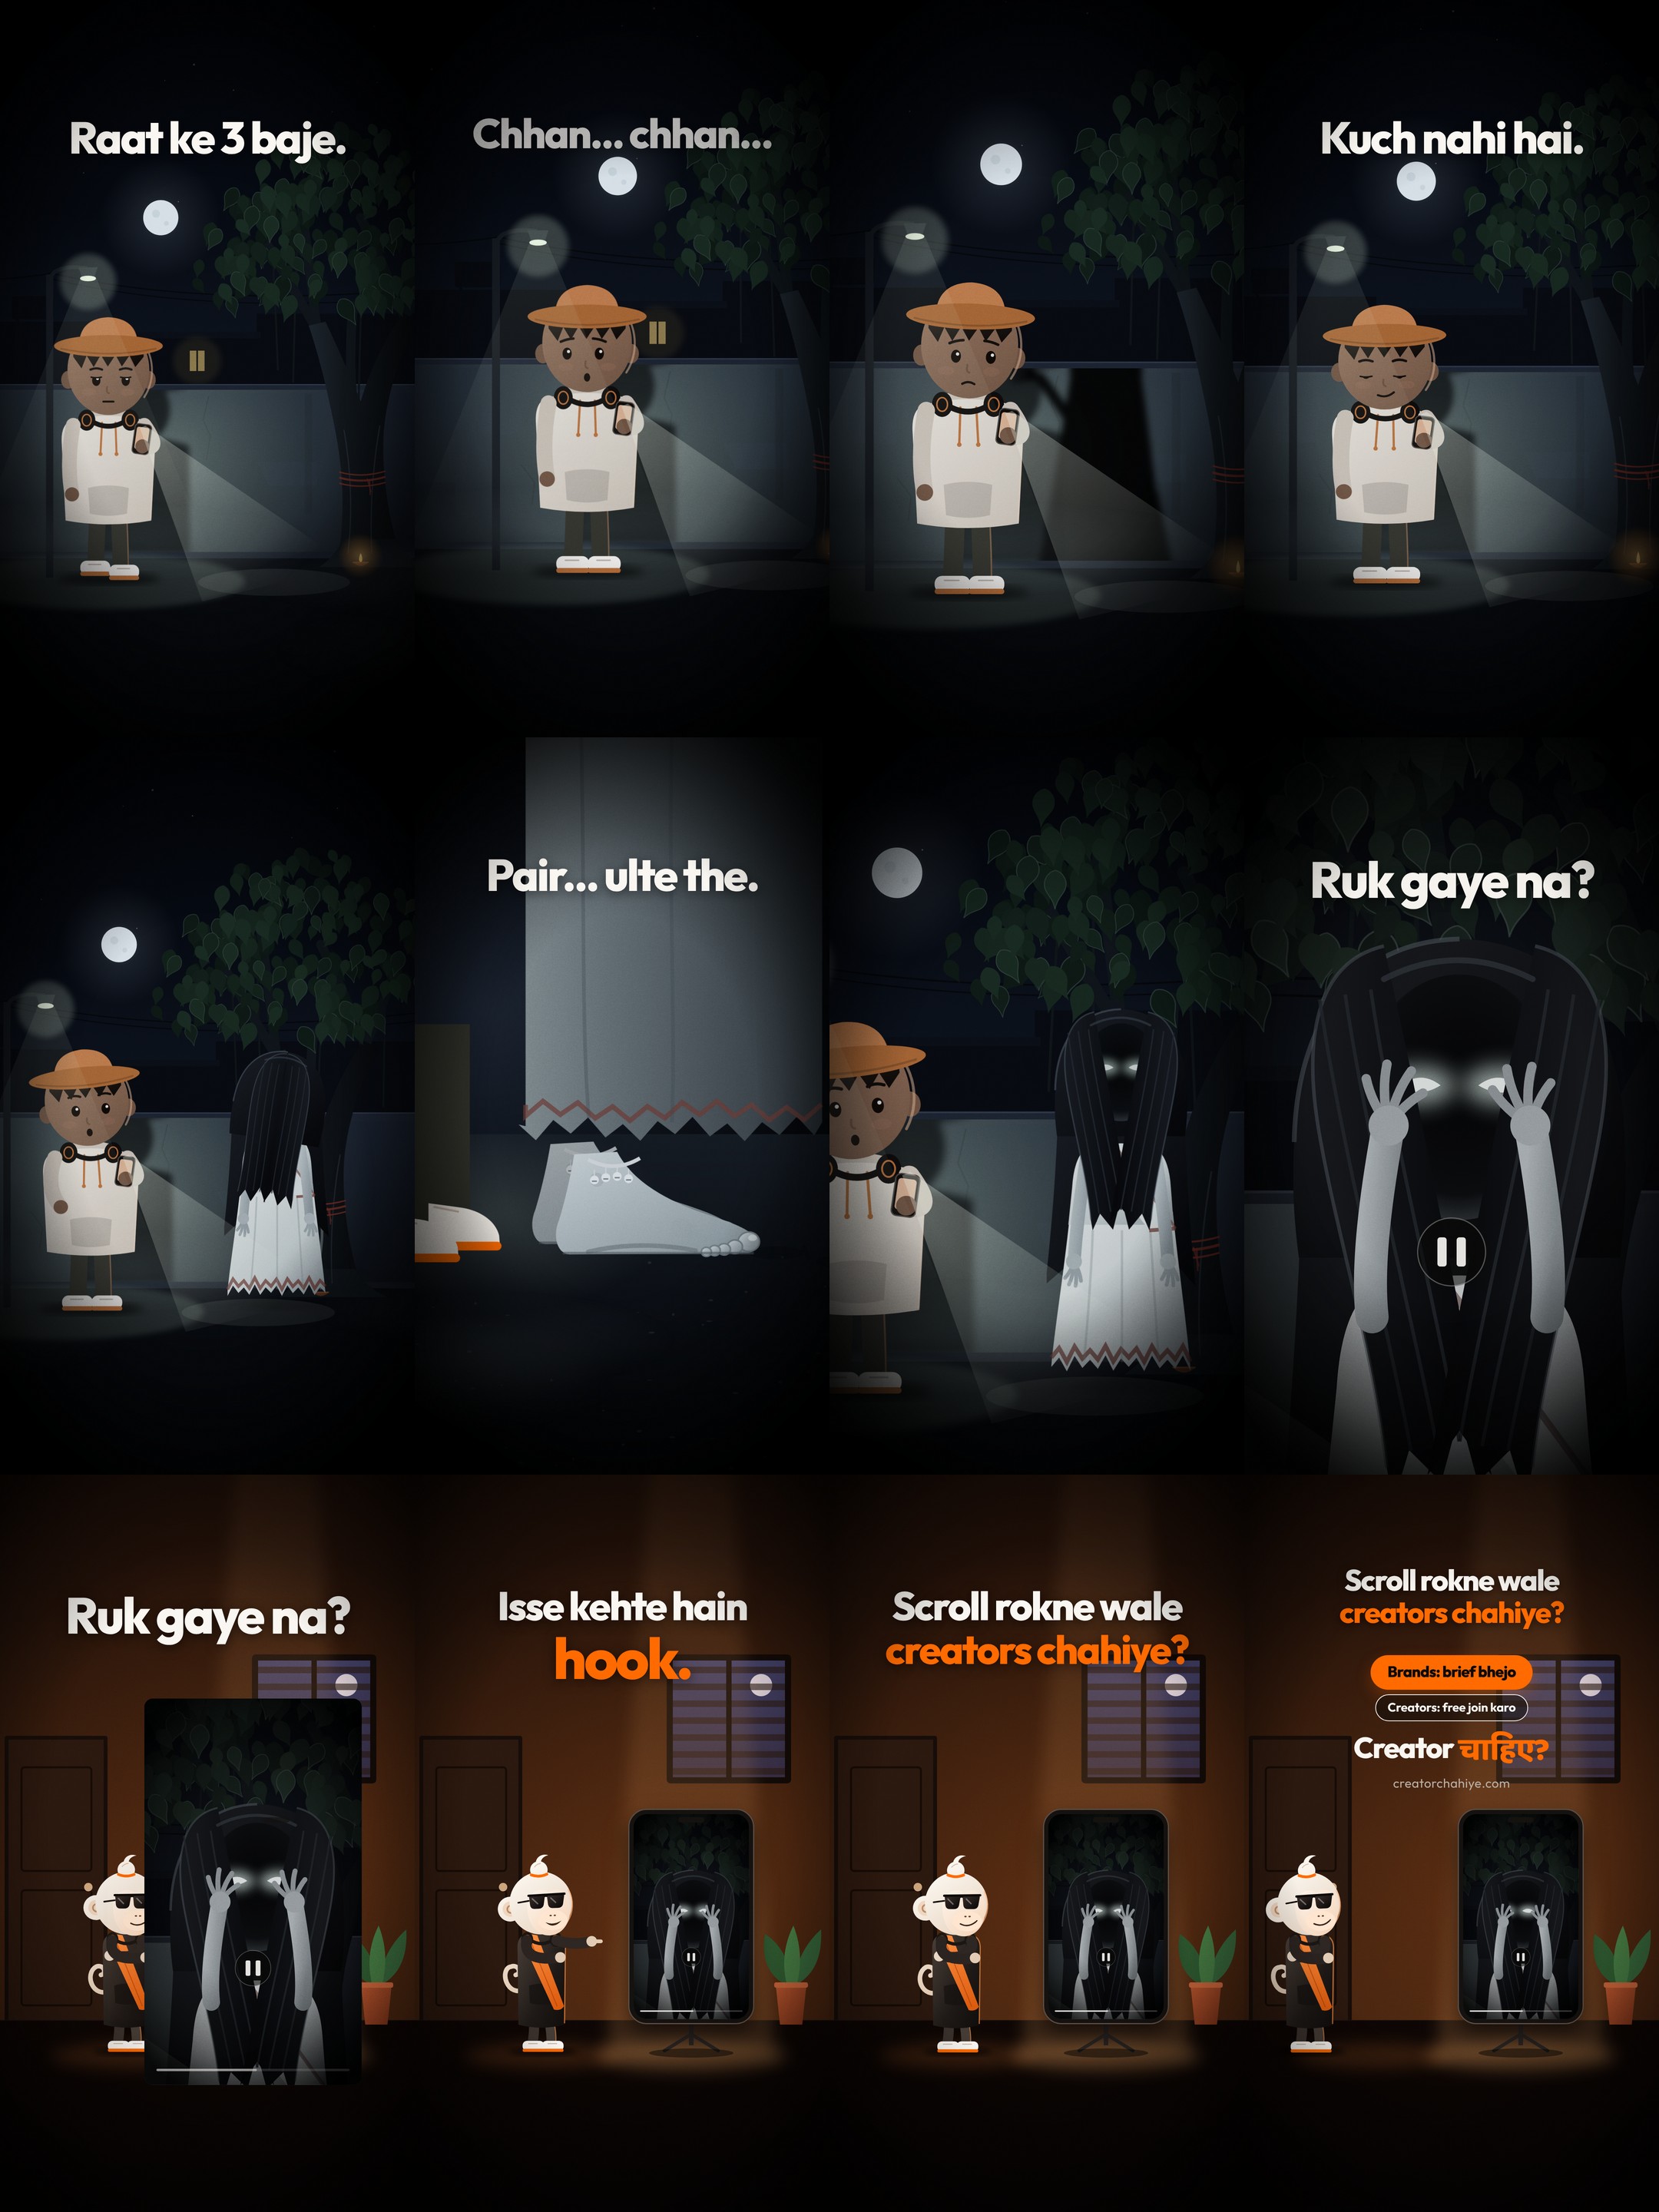 Raat ke 3 baje.
Chhan... chhan...
Kuch nahi hai.
Pair... ulte the.
Ruk gaye na?
Ruk gaye na?
Isse kehte hain
hook.
Scroll rokne wale
creators chahiye?
Scroll rokne wale
creators chahiye?
Brands: brief bhejo
Creators: free join karo
Creator चाहिए?
creatorchahiye.com